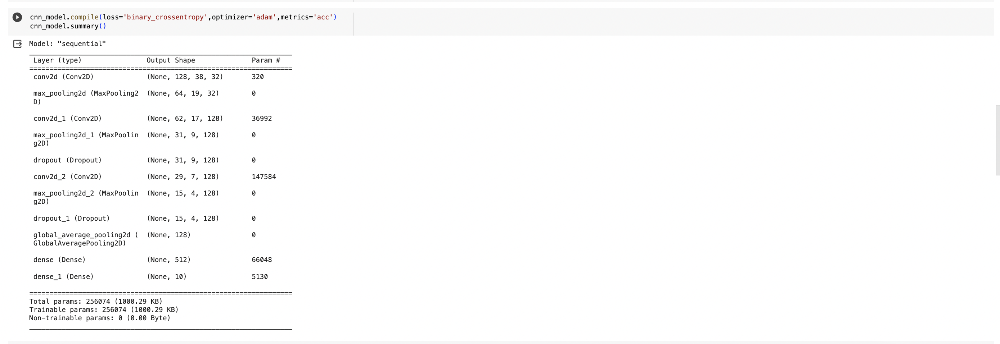 cnn_model.compile(loss='binary_crossentropy',optimizer='adam',metrics='acc')
cnn_model.summary()
Model: "sequential"
Layer (type) Output Shape Param #
=================================================================
conv2d (Conv2D) (None, 128, 38, 32) 320
max_pooling2d (MaxPooling2 (None, 64, 19, 32) 0
D)
conv2d_1 (Conv2D) (None, 62, 17, 128) 36992
max_pooling2d_1 (MaxPoolin (None, 31, 9, 128) 0
g2D)
dropout (Dropout) (None, 31, 9, 128) 0
conv2d_2 (Conv2D) (None, 29, 7, 128) 147584
max_pooling2d_2 (MaxPoolin (None, 15, 4, 128) 0
g2D)
dropout_1 (Dropout) (None, 15, 4, 128) 0
global_average_pooling2d ( (None, 128) 0
GlobalAveragePooling2D)
dense (Dense) (None, 512) 66048
dense_1 (Dense) (None, 10) 5130
=================================================================
Total params: 256074 (1000.29 KB)
Trainable params: 256074 (1000.29 KB)
Non-trainable params: 0 (0.00 Byte)